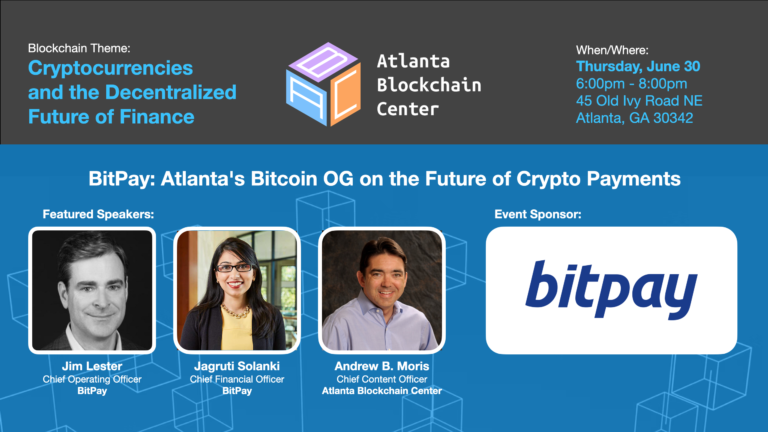 Blockchain Theme:
Cryptocurrencies
and the Decentralized
Future of Finance
BAC
Atlanta
Blockchain
Center
When/Where:
Thursday, June 30
6:00pm - 8:00pm
45 Old Ivy Road NE
Atlanta, GA 30342
BitPay: Atlanta's Bitcoin OG on the Future of Crypto Payments
Featured Speakers:
Event Sponsor:
bitpay
Jim Lester
Chief Operating Officer
BitPay
Jagruti Solanki
Chief Financial Officer
BitPay
Andrew B. Moris
Chief Content Officer
Atlanta Blockchain Center